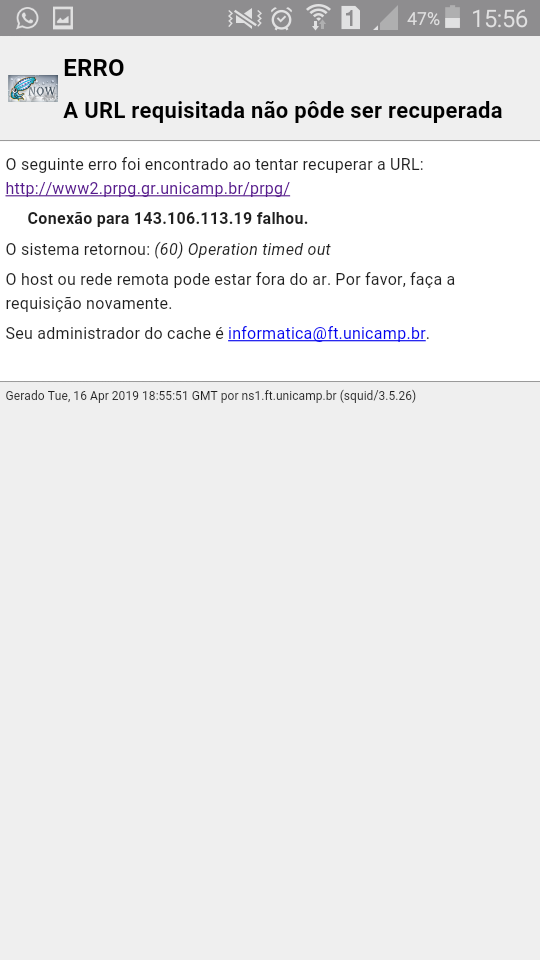 1 47% 15:56
ERRO
NOW
A URL requisitada não pôde ser recuperada
O seguinte erro foi encontrado ao tentar recuperar a URL:
http://www2.prpg.gr.unicamp.br/prpg/
Conexão para 143.106.113.19 falhou.
O sistema retornou: (60) Operation timed out
O host ou rede remota pode estar fora do ar. Por favor, faça a
requisição novamente.
Seu administrador do cache é informatica@ft.unicamp.br.
Gerado Tue, 16 Apr 2019 18:55:51 GMT por ns1.ft.unicamp.br (squid/3.5.26)